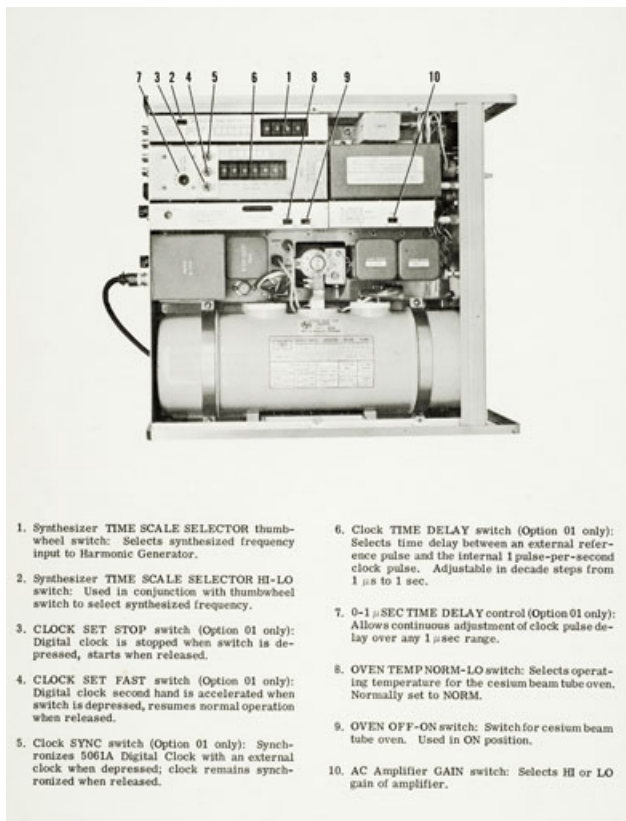 7 3 2 4 5 6 1 8 9 10
1. Synthesizer TIME SCALE SELECTOR thumb-
wheel switch: Selects synthesized frequency
input to Harmonic Generator.
2. Synthesizer TIME SCALE SELECTOR HI-LO
switch: Used in conjunction with thumbwheel
switch to select synthesized frequency.
3. CLOCK SET STOP switch (Option 01 only):
Digital clock is stopped when switch is de-
pressed, starts when released.
4. CLOCK SET FAST switch (Option 01 only):
Digital clock second hand is accelerated when
switch is depressed, resumes normal operation
when released.
5. Clock SYNC switch (Option 01 only): Synch-
ronizes 5061A Digital Clock with an external
clock when depressed; clock remains synch-
ronized when released.
6. Clock TIME DELAY switch (Option 01 only):
Selects time delay between an external refer-
ence pulse and the internal 1 pulse-per-second
clock pulse. Adjustable in decade steps from
1 μs to 1 sec.
7. 0-1 μSEC TIME DELAY control (Option 01 only):
Allows continuous adjustment of clock pulse de-
lay over any 1 μsec range.
8. OVEN TEMP NORM-LO switch: Selects operat-
ing temperature for the cesium beam tube oven.
Normally set to NORM.
9. OVEN OFF-ON switch: Switch for cesium beam
tube oven. Used in ON position.
10. AC Amplifier GAIN switch: Selects HI or LO
gain of amplifier.